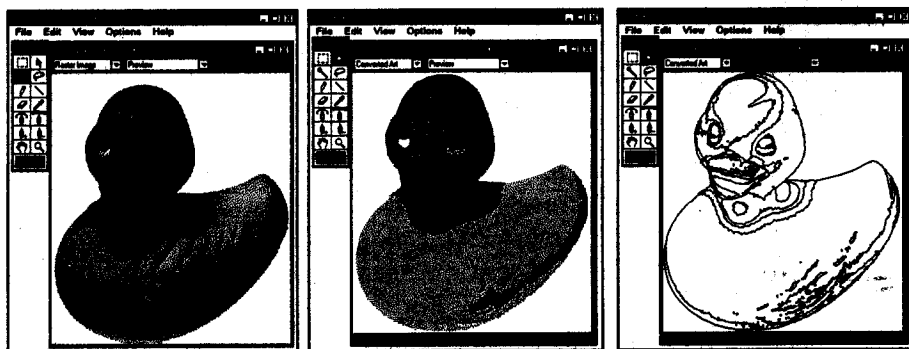 File Edit View Options Help
Raster Image Preview
File Edit View Options Help
Converted Art Preview
File Edit View Options Help
Converted Art